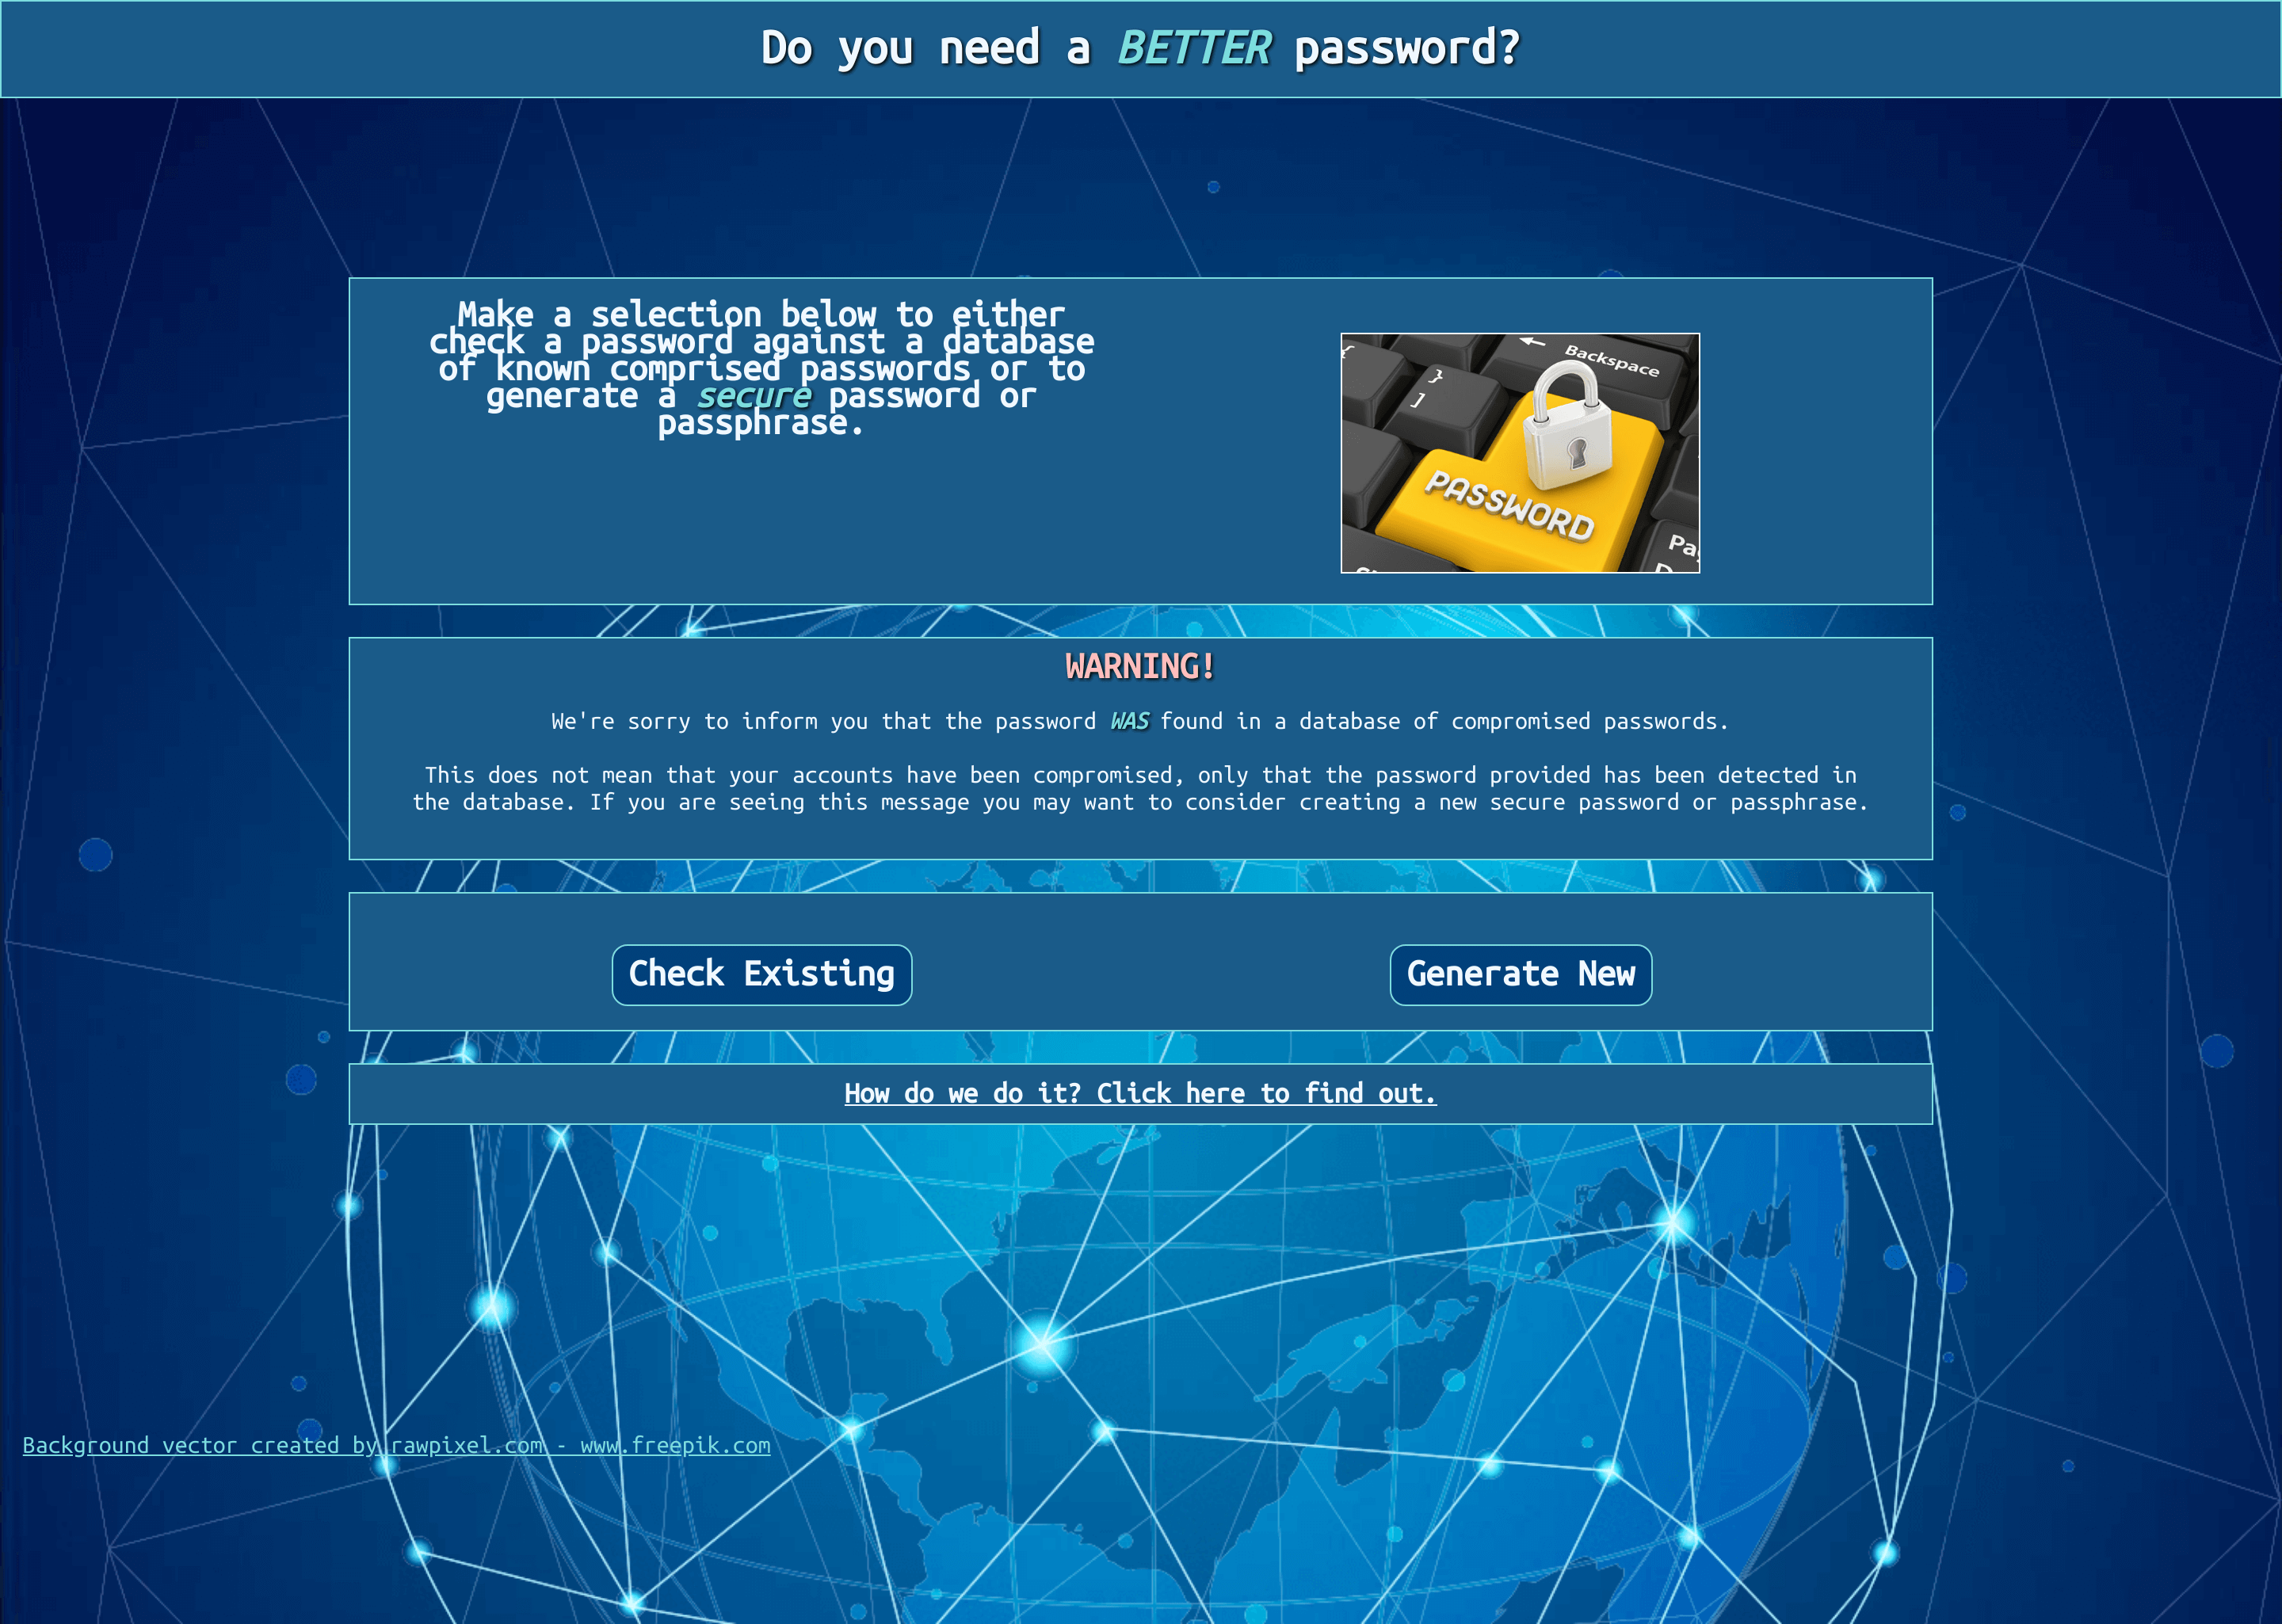 Do you need a BETTER password?
Make a selection below to either
check a password against a database
of known comprised passwords or to
generate a secure password or
passphrase.
{
}
]
Backspace
PASSWORD
WARNING!
We're sorry to inform you that the password WAS found in a database of compromised passwords.
This does not mean that your accounts have been compromised, only that the password provided has been detected in
the database. If you are seeing this message you may want to consider creating a new secure password or passphrase.
Check Existing
Generate New
How do we do it? Click here to find out.
Background vector created by rawpixel.com - www.freepik.com